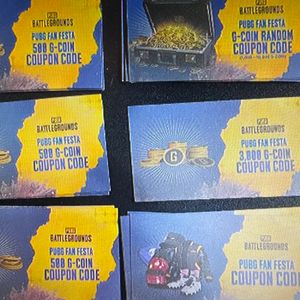 PUBG
BATTLEGROUNDS
PUBG FAN FESTA
500 G-COIN
COUPON CODE
PUBG
BATTLEGROUNDS
PUBG FAN FESTA
G-COIN RANDOM
COUPON CODE
PUBG
BATTLEGROUNDS
PUBG FAN FESTA
500 G-COIN
COUPON CODE
PUBG
BATTLEGROUNDS
PUBG FAN FESTA
3,000 G-COIN
COUPON CODE
G
PUBG
BATTLEGROUNDS
PUBG FAN FESTA
500 G-COIN
COUPON CODE
PUBG
BATTLEGROUNDS
PUBG FAN FESTA
COUPON CODE